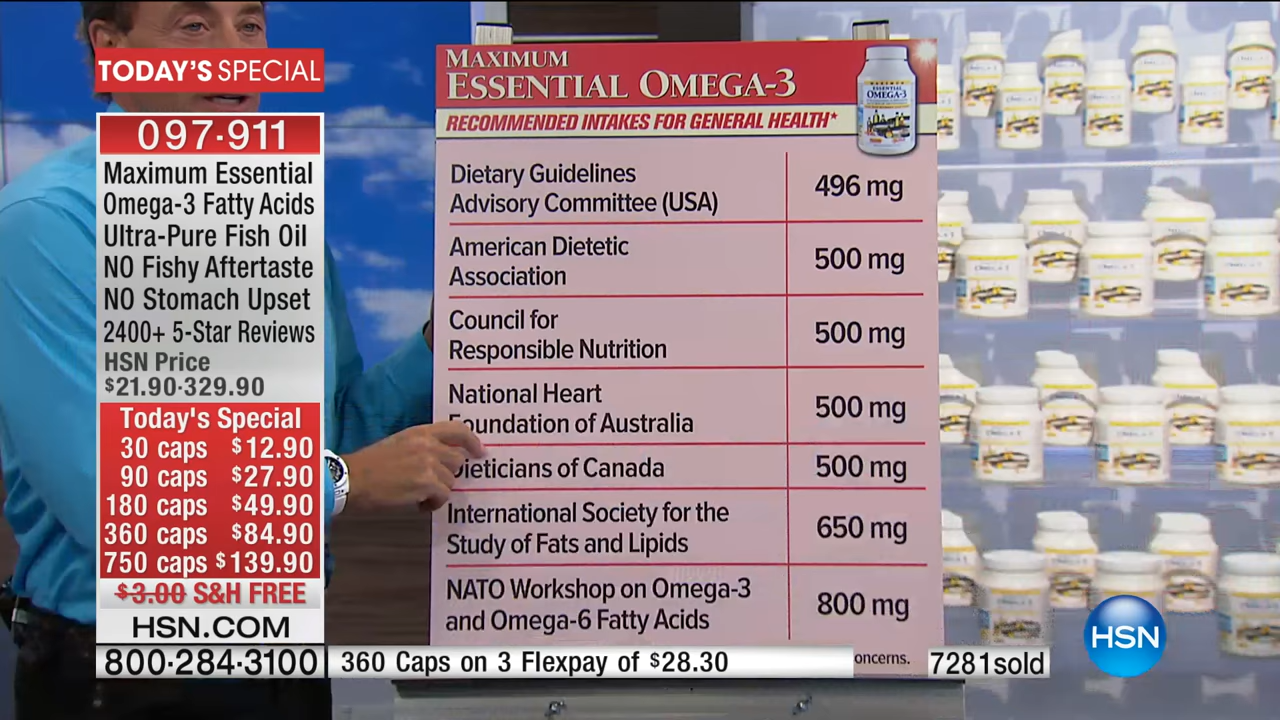 TODAY'S SPECIAL
097·911
Maximum Essential
Omega-3 Fatty Acids
Ultra-Pure Fish Oil
NO Fishy Aftertaste
NO Stomach Upset
2400+ 5-Star Reviews
HSN Price
$21.90-329.90
Today's Special
30 caps $12.90
90 caps $27.90
180 caps $49.90
360 caps $84.90
750 caps $139.90
$3.00 S&H FREE
HSN.COM
800·284·3100
360 Caps on 3 Flexpay of $28.30
7281sold
HSN
MAXIMUM
ESSENTIAL OMEGA-3
RECOMMENDED INTAKES FOR GENERAL HEALTH*
ESSENTIAL
OMEGA-3
Dietary Guidelines
Advisory Committee (USA)
496 mg
American Dietetic
Association
500 mg
Council for
Responsible Nutrition
500 mg
National Heart
Foundation of Australia
500 mg
Dieticians of Canada
500 mg
International Society for the
Study of Fats and Lipids
650 mg
NATO Workshop on Omega-3
and Omega-6 Fatty Acids
800 mg
oncerns.